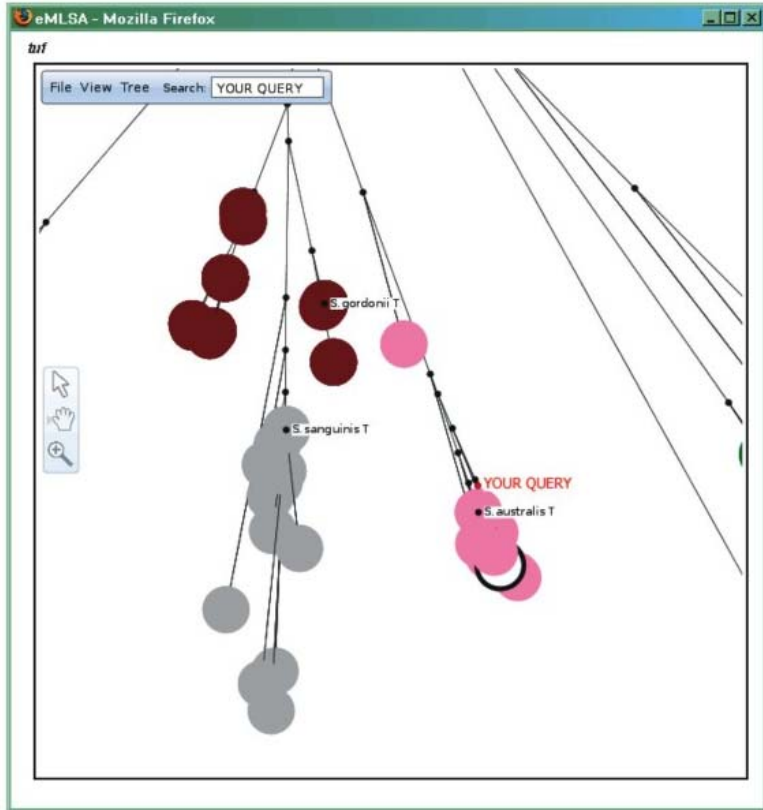 eMLSA - Mozilla Firefox
tuf
File View Tree Search: YOUR QUERY
S. gordonii T
S. sanguinis T
YOUR QUERY
S. australis T